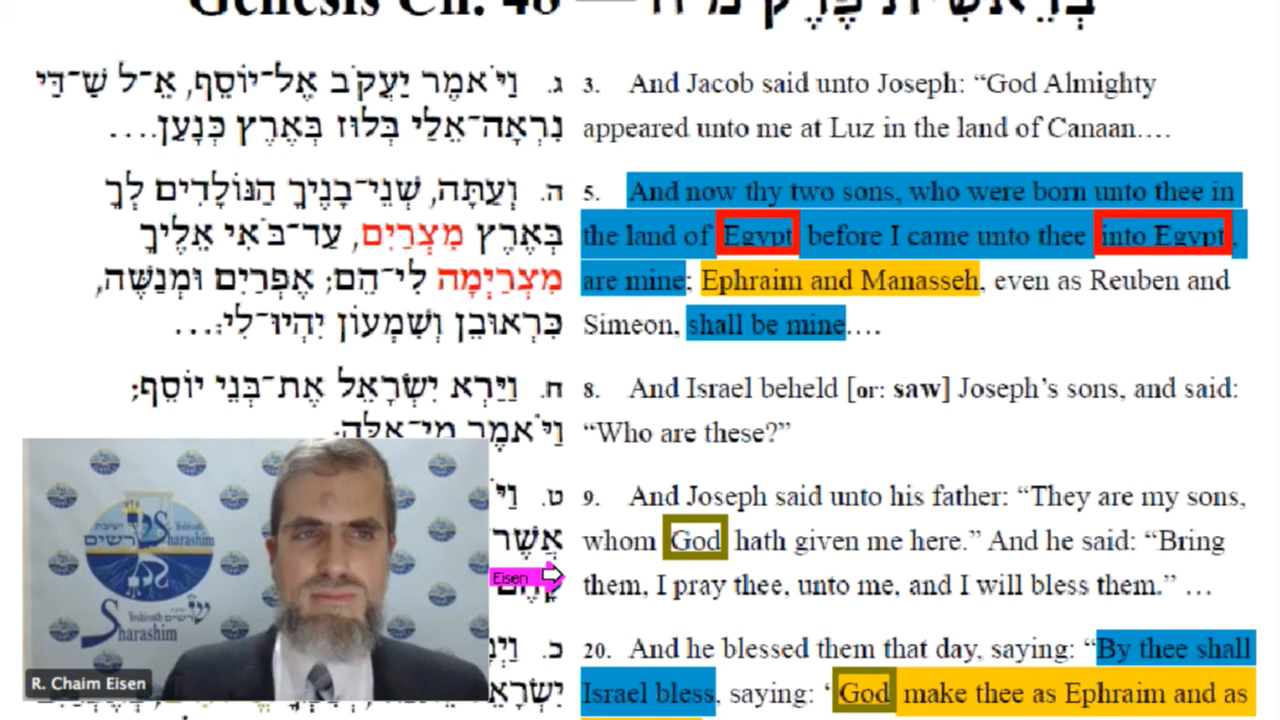 Genesis Ch. 48 — בְּרֵאשִׁית פֶּרֶק מ״ח
ג. וַיֹּאמֶר יַעֲקֹב אֶל־יוֹסֵף, אֵ־ל שַׁ־דַּי
נִרְאָה־אֵלַי בְּלוּז בְּאֶרֶץ כְּנָעַן....
3. And Jacob said unto Joseph: “God Almighty
appeared unto me at Luz in the land of Canaan....
ה. וְעַתָּה, שְׁנֵי־בָנֶיךָ הַנּוֹלָדִים לְךָ
בְּאֶרֶץ מִצְרַיִם, עַד־בֹּאִי אֵלֶיךָ
מִצְרַיְמָה לִי־הֵם; אֶפְרַיִם וּמְנַשֶּׁה,
כִּרְאוּבֵן וְשִׁמְעוֹן יִהְיוּ־לִי:...
5. And now thy two sons, who were born unto thee in
the land of Egypt before I came unto thee into Egypt,
are mine; Ephraim and Manasseh, even as Reuben and
Simeon, shall be mine....
ח. וַיַּרְא יִשְׂרָאֵל אֶת־בְּנֵי יוֹסֵף;
וַיֹּאמֶר מִי־אֵלֶּה:
8. And Israel beheld [or: saw] Joseph’s sons, and said:
“Who are these?”
ט.
אֲשֶׁר
9. And Joseph said unto his father: “They are my sons,
whom God hath given me here.” And he said: “Bring
them, I pray thee, unto me, and I will bless them.” ...
כ.
20. And he blessed them that day, saying: “By thee shall
Israel bless, saying: ‘God make thee as Ephraim and as
Eisen
ישיבת
שרשים
Yeshivath
Sharashim
Yeshivath
Sharashim
R. Chaim Eisen